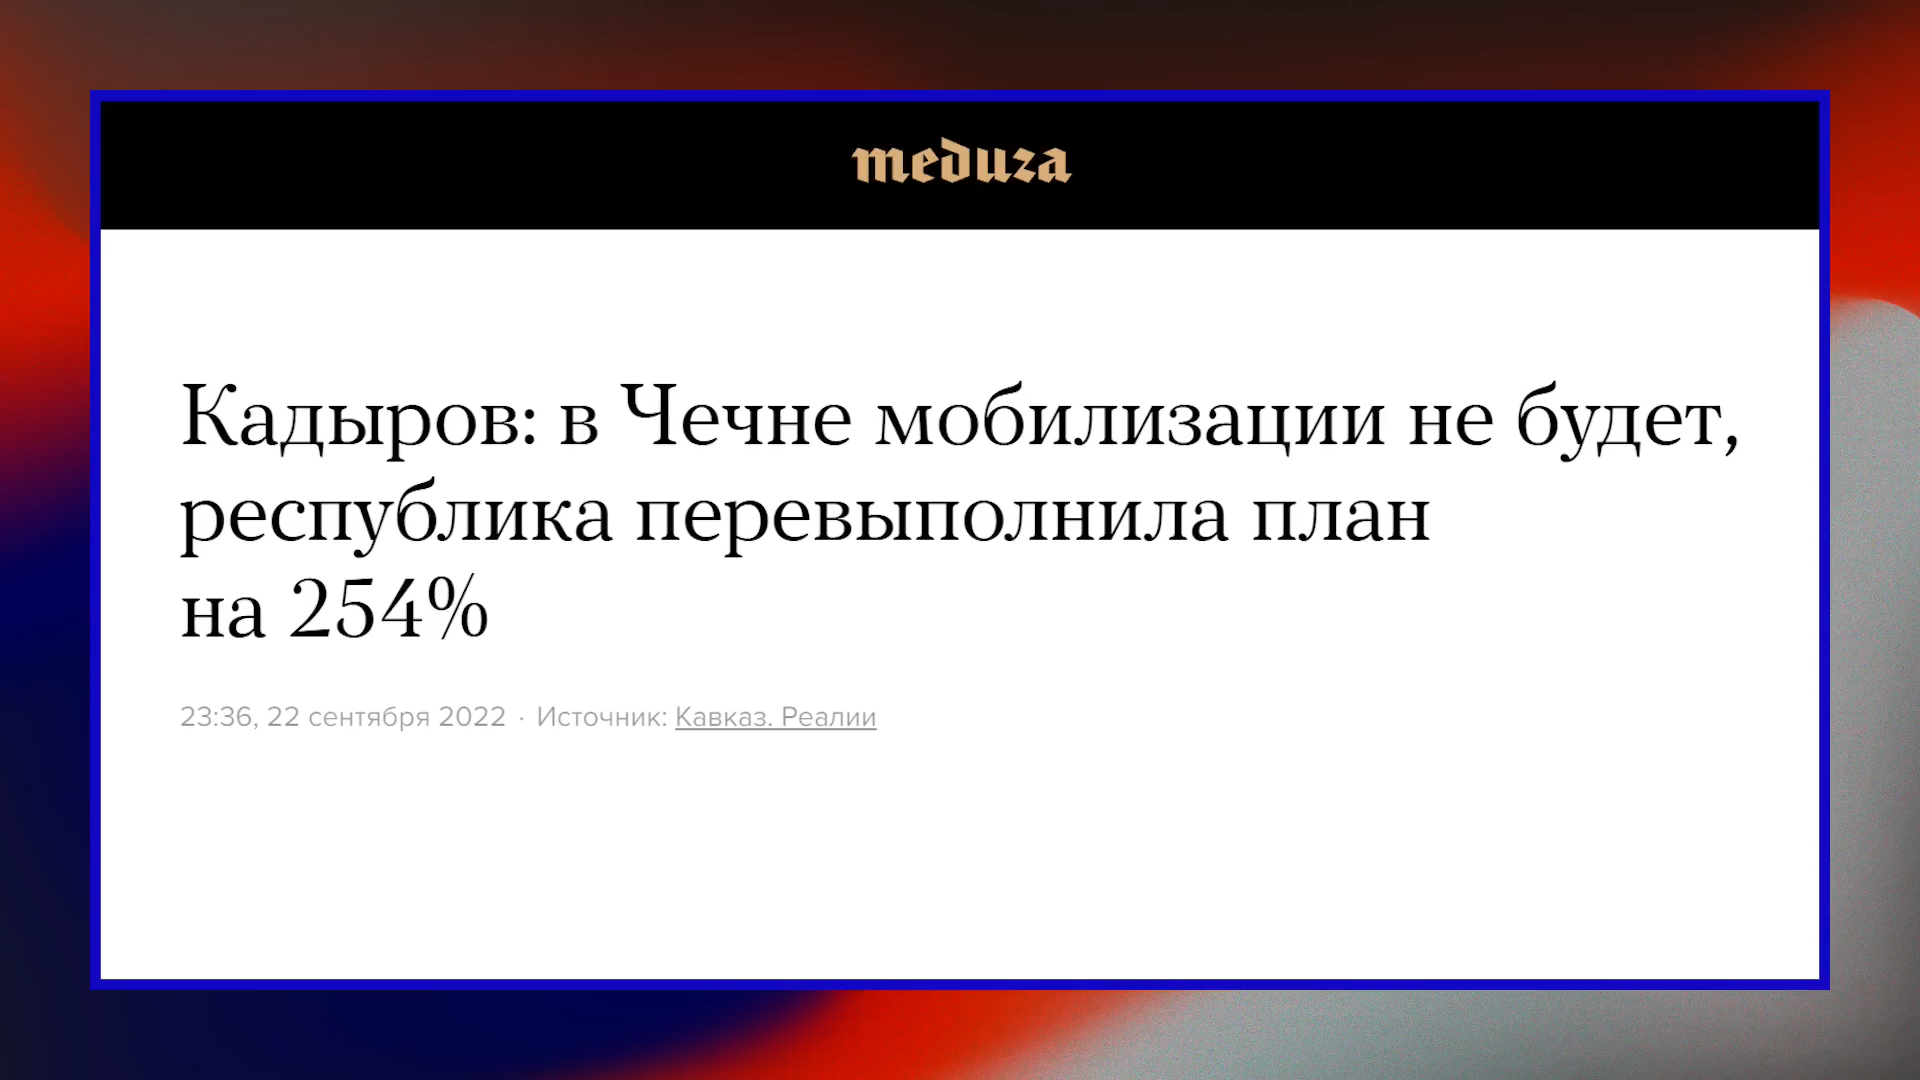 meduza
Кадыров: в Чечне мобилизации не будет,
республика перевыполнила план
на 254%
23:36, 22 сентября 2022 · Источник: Кавказ. Реалии